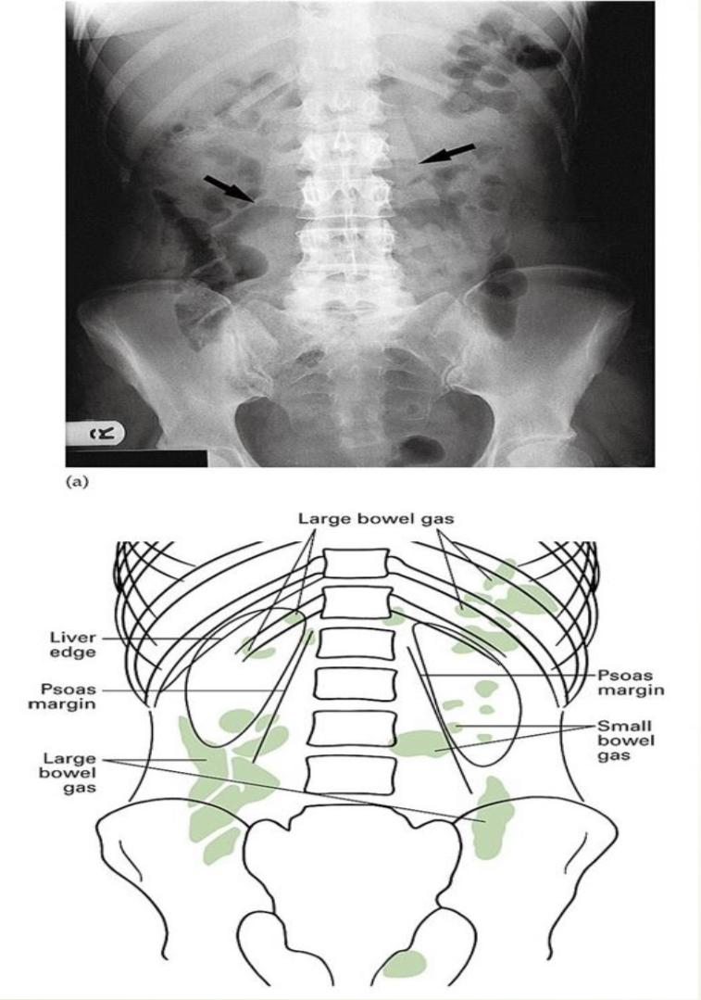 R
(a)
Large bowel gas
Liver
edge
Psoas
margin
Psoas
margin
Small
bowel
gas
Large
bowel
gas